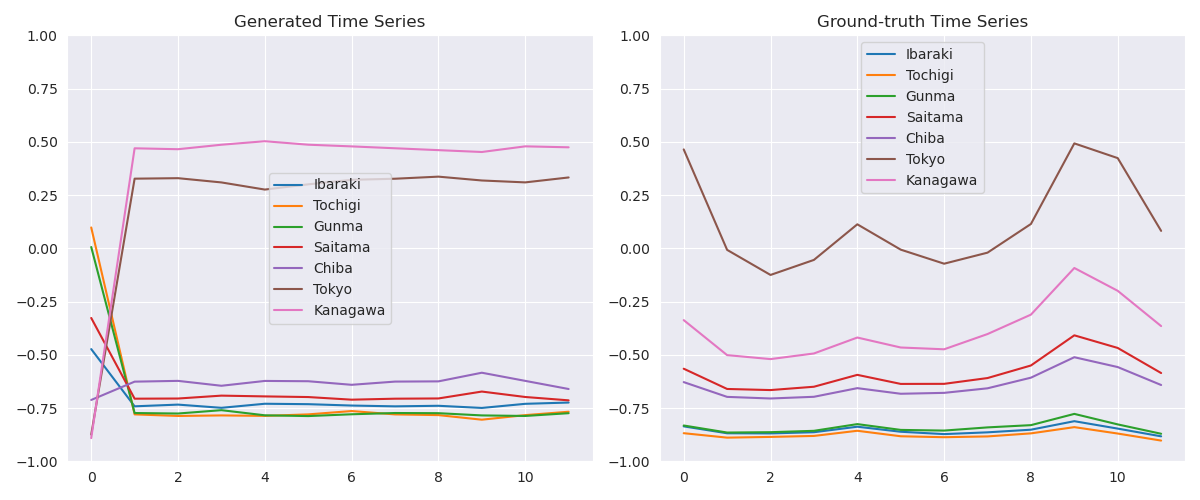 Generated Time Series
1.00
0.75
0.50
0.25
0.00
−0.25
−0.50
−0.75
−1.00
0 2 4 6 8 10
Ibaraki
Tochigi
Gunma
Saitama
Chiba
Tokyo
Kanagawa
Ground-truth Time Series
1.00
0.75
0.50
0.25
0.00
−0.25
−0.50
−0.75
−1.00
0 2 4 6 8 10
Ibaraki
Tochigi
Gunma
Saitama
Chiba
Tokyo
Kanagawa